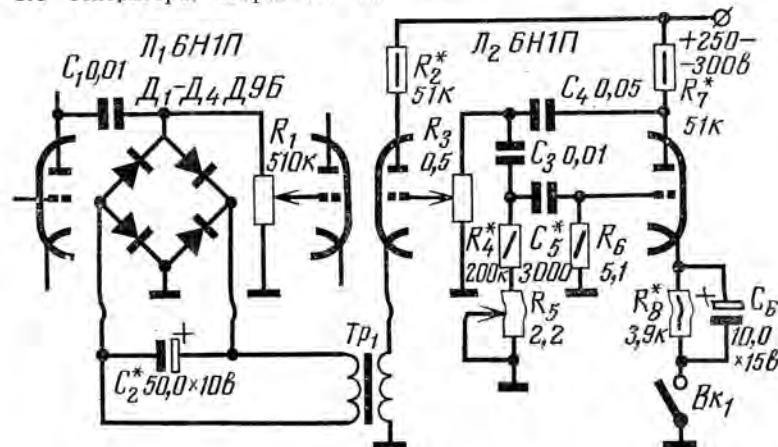 Л₁ 6Н1П
Л₂ 6Н1П
+250–
–300в
C₁ 0,01
Д₁–Д₄ Д9Б
R₁
510к
R₂*
51к
R₃
0,5
C₄ 0,05
R₇*
51к
C₃ 0,01
R₄*
200к
C₅*
3000
R₆
5,1
R₅
2,2
R₈*
3,9к
+
C₆
10,0
×15в
Тр₁
+
C₂* 50,0×10в
Вк₁